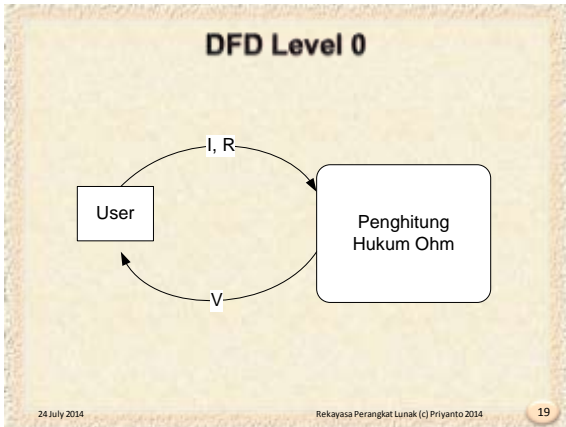 DFD Level 0
I, R
User
Penghitung
Hukum Ohm
V
24 July 2014
Rekayasa Perangkat Lunak (c) Priyanto 2014
19